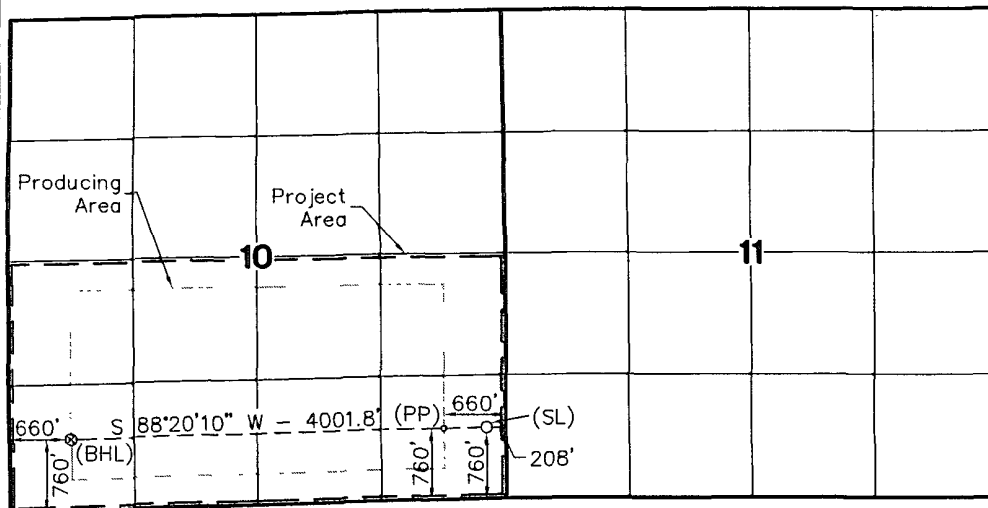 Producing
Area
Project
Area
10
11
660'
S 88°20'10" W – 4001.8'
(PP)
660'
(SL)
(BHL)
760'
760'
760'
208'